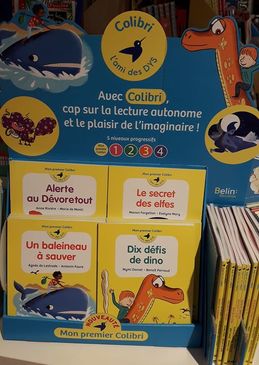 Colibri
l'ami des DYS
Avec Colibri,
cap sur la lecture autonome
et le plaisir de l'imaginaire !
5 niveaux progressifs
1 2 3 4
Mon premier Colibri
Alerte
au Dévoretout
Mon premier Colibri
Le secret
des elfes
Belin:
Mon premier Colibri
Un baleineau
à sauver
Mon premier Colibri
Dix défis
de dino
NOUVEAUTÉ
Mon premier Colibri